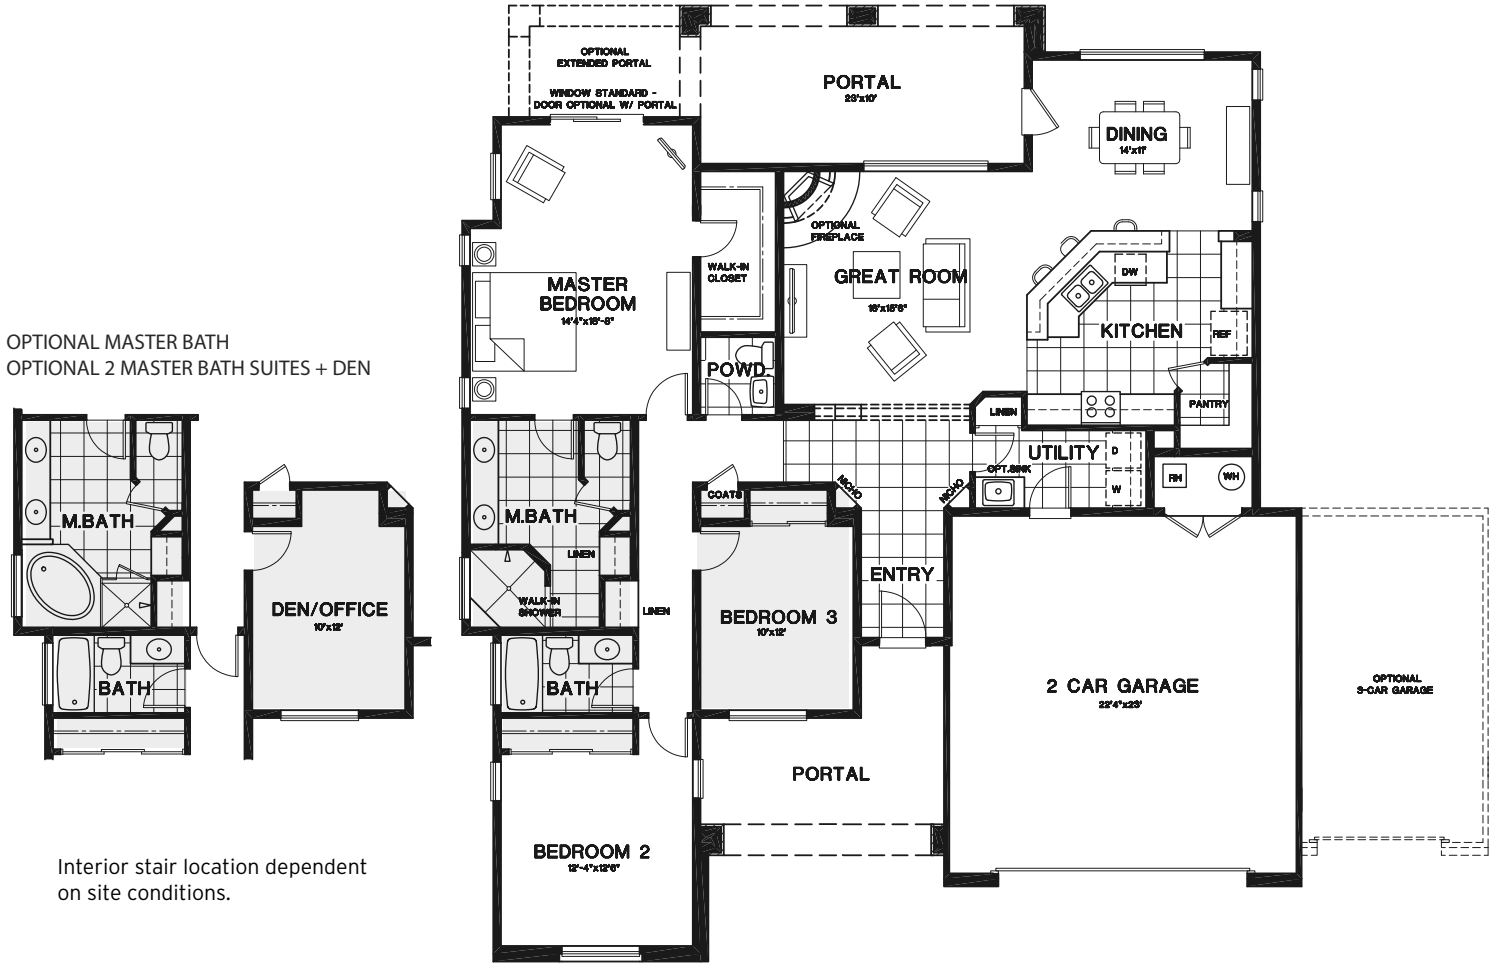 OPTIONAL
EXTENDED PORTAL
WINDOW STANDARD -
DOOR OPTIONAL W/ PORTAL
PORTAL
29'x10'
DINING
14'x11'
OPTIONAL
FIREPLACE
WALK-IN
CLOSET
GREAT ROOM
16'x15'6"
DW
KITCHEN
REF
PANTRY
MASTER
BEDROOM
14'4"x18'-8"
POWD.
OPTIONAL MASTER BATH
OPTIONAL 2 MASTER BATH SUITES + DEN
M.BATH
DEN/OFFICE
10'x12'
BATH
M.BATH
LINEN
WALK-IN
SHOWER
LINEN
BATH
COATS
NICHO
NICHO
LINEN
UTILITY
OPT.SINK
D
W
RH
WH
ENTRY
BEDROOM 3
10'x12'
2 CAR GARAGE
22'4"x23'
OPTIONAL
3-CAR GARAGE
PORTAL
BEDROOM 2
12'-4"x12'6"
Interior stair location dependent
on site conditions.